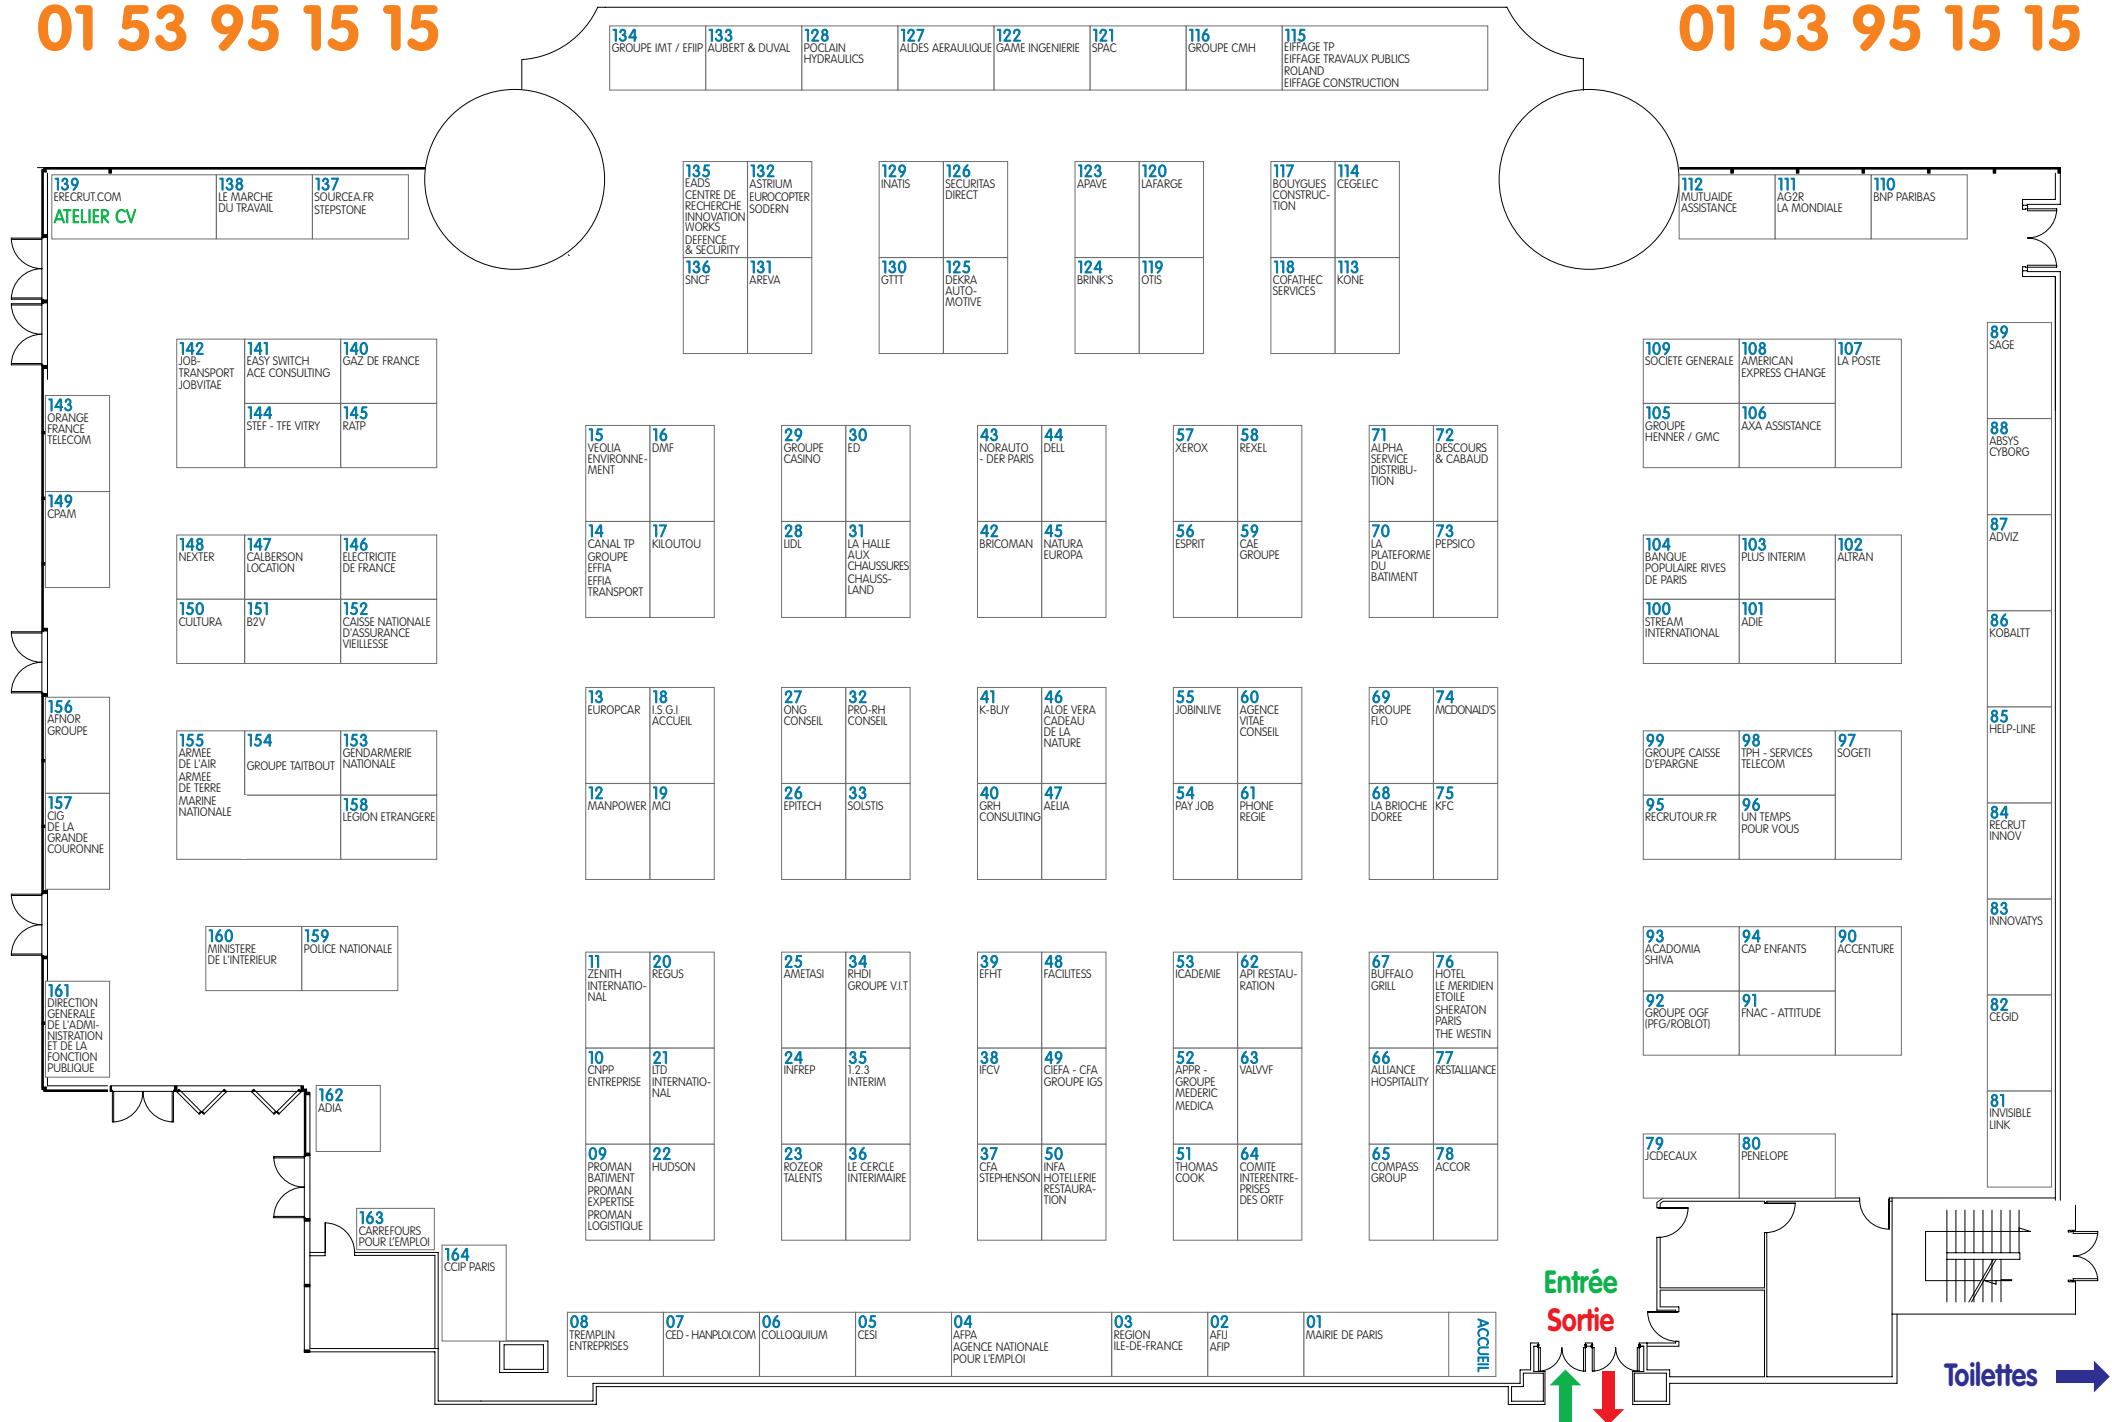 01 53 95 15 15
01 53 95 15 15
134
GROUPE IMT / EFIIP
133
AUBERT & DUVAL
128
POCLAIN
HYDRAULICS
127
ALDES AERAULIQUE
122
GAME INGENIERIE
121
SPAC
116
GROUPE CMH
115
EIFFAGE TP
EIFFAGE TRAVAUX PUBLICS
ROLAND
EIFFAGE CONSTRUCTION
139
ERECRUT.COM
ATELIER CV
138
LE MARCHE
DU TRAVAIL
137
SOURCEA.FR
STEPSTONE
135
EADS
CENTRE DE
RECHERCHE
INNOVATION
WORKS
DEFENCE
& SECURITY
132
ASTRIUM
EUROCOPTER
SODERN
129
INATIS
126
SECURITAS
DIRECT
123
APAVE
120
LAFARGE
117
BOUYGUES
CONSTRUC-
TION
114
CEGELEC
112
MUTUAIDE
ASSISTANCE
111
AG2R
LA MONDIALE
110
BNP PARIBAS
136
SNCF
131
AREVA
130
GTTT
125
DEKRA
AUTO-
MOTIVE
124
BRINK'S
119
OTIS
118
COFATHEC
SERVICES
113
KONE
142
JOB-
TRANSPORT
JOBVITAE
141
EASY SWITCH
ACE CONSULTING
140
GAZ DE FRANCE
144
STEF - TFE VITRY
145
RATP
109
SOCIETE GENERALE
108
AMERICAN
EXPRESS CHANGE
107
LA POSTE
105
GROUPE
HENNER / GMC
106
AXA ASSISTANCE
89
SAGE
88
ABSYS
CYBORG
143
ORANGE
FRANCE
TELECOM
149
CPAM
15
VEOLIA
ENVIRONNE-
MENT
16
DMF
29
GROUPE
CASINO
30
ED
43
NORAUTO
- DER PARIS
44
DELL
57
XEROX
58
REXEL
71
ALPHA
SERVICE
DISTRIBU-
TION
72
DESCOURS
& CABAUD
14
CANAL TP
GROUPE
EFFIA
EFFIA
TRANSPORT
17
KILOUTOU
28
LIDL
31
LA HALLE
AUX
CHAUSSURES
CHAUSS-
LAND
42
BRICOMAN
45
NATURA
EUROPA
56
ESPRIT
59
CAE
GROUPE
70
LA
PLATEFORME
DU
BATIMENT
73
PEPSICO
148
NEXTER
147
CALBERSON
LOCATION
146
ELECTRICITE
DE FRANCE
150
CULTURA
151
B2V
152
CAISSE NATIONALE
D'ASSURANCE
VIEILLESSE
104
BANQUE
POPULAIRE RIVES
DE PARIS
103
PLUS INTERIM
102
ALTRAN
100
STREAM
INTERNATIONAL
101
ADIE
87
ADVIZ
86
KOBALTT
85
HELP-LINE
156
AFNOR
GROUPE
157
CIG
DE LA
GRANDE
COURONNE
155
ARMEE
DE L'AIR
ARMEE
DE TERRE
MARINE
NATIONALE
154
GROUPE TAITBOUT
153
GENDARMERIE
NATIONALE
158
LEGION ETRANGERE
13
EUROPCAR
18
I.S.G.I
ACCUEIL
27
ONG
CONSEIL
32
PRO-RH
CONSEIL
41
K-BUY
46
ALOE VERA
CADEAU
DE LA
NATURE
55
JOBINLIVE
60
AGENCE
VITAE
CONSEIL
69
GROUPE
FLO
74
MCDONALD'S
12
MANPOWER
19
MCI
26
EPITECH
33
SOLSTIS
40
GRH
CONSULTING
47
AELIA
54
PAY JOB
61
PHONE
REGIE
68
LA BRIOCHE
DOREE
75
KFC
99
GROUPE CAISSE
D'EPARGNE
98
TPH - SERVICES
TELECOM
97
SOGETI
95
RECRUTOUR.FR
96
UN TEMPS
POUR VOUS
84
RECRUT
INNOV
83
INNOVATYS
82
CEGID
81
INVISIBLE
LINK
160
MINISTERE
DE L'INTERIEUR
159
POLICE NATIONALE
161
DIRECTION
GENERALE
DE L'ADMI-
NISTRATION
ET DE LA
FONCTION
PUBLIQUE
11
ZENITH
INTERNATIO-
NAL
20
REGUS
25
AMETASI
34
RHDI
GROUPE V.I.T
39
EFHT
48
FACILITESS
53
ICADEMIE
62
API RESTAU-
RATION
67
BUFFALO
GRILL
76
HOTEL
LE MERIDIEN
ETOILE
SHERATON
PARIS
THE WESTIN
93
ACADOMIA
SHIVA
94
CAP ENFANTS
90
ACCENTURE
92
GROUPE OGF
(PFG/ROBLOT)
91
FNAC - ATTITUDE
10
CNPP
ENTREPRISE
21
LTD
INTERNATIO-
NAL
24
INFREP
35
1.2.3
INTERIM
38
IFCV
49
CIEFA - CFA
GROUPE IGS
52
APPR -
GROUPE
MEDERIC
MEDICA
63
VALVVF
66
ALLIANCE
HOSPITALITY
77
RESTALLIANCE
162
ADIA
09
PROMAN
BATIMENT
PROMAN
EXPERTISE
PROMAN
LOGISTIQUE
22
HUDSON
23
ROZEOR
TALENTS
36
LE CERCLE
INTERIMAIRE
37
CFA
STEPHENSON
50
INFA
HOTELLERIE
RESTAURA-
TION
51
THOMAS
COOK
64
COMITE
INTERENTRE-
PRISES
DES ORTF
65
COMPASS
GROUP
78
ACCOR
79
JCDECAUX
80
PENELOPE
163
CARREFOURS
POUR L'EMPLOI
164
CCIP PARIS
08
TREMPLIN
ENTREPRISES
07
CED - HANPLOI.COM
06
COLLOQUIUM
05
CESI
04
AFPA
AGENCE NATIONALE
POUR L'EMPLOI
03
REGION
ILE-DE-FRANCE
02
AFIJ
AFIP
01
MAIRIE DE PARIS
ACCUEIL
Entrée
Sortie
Toilettes